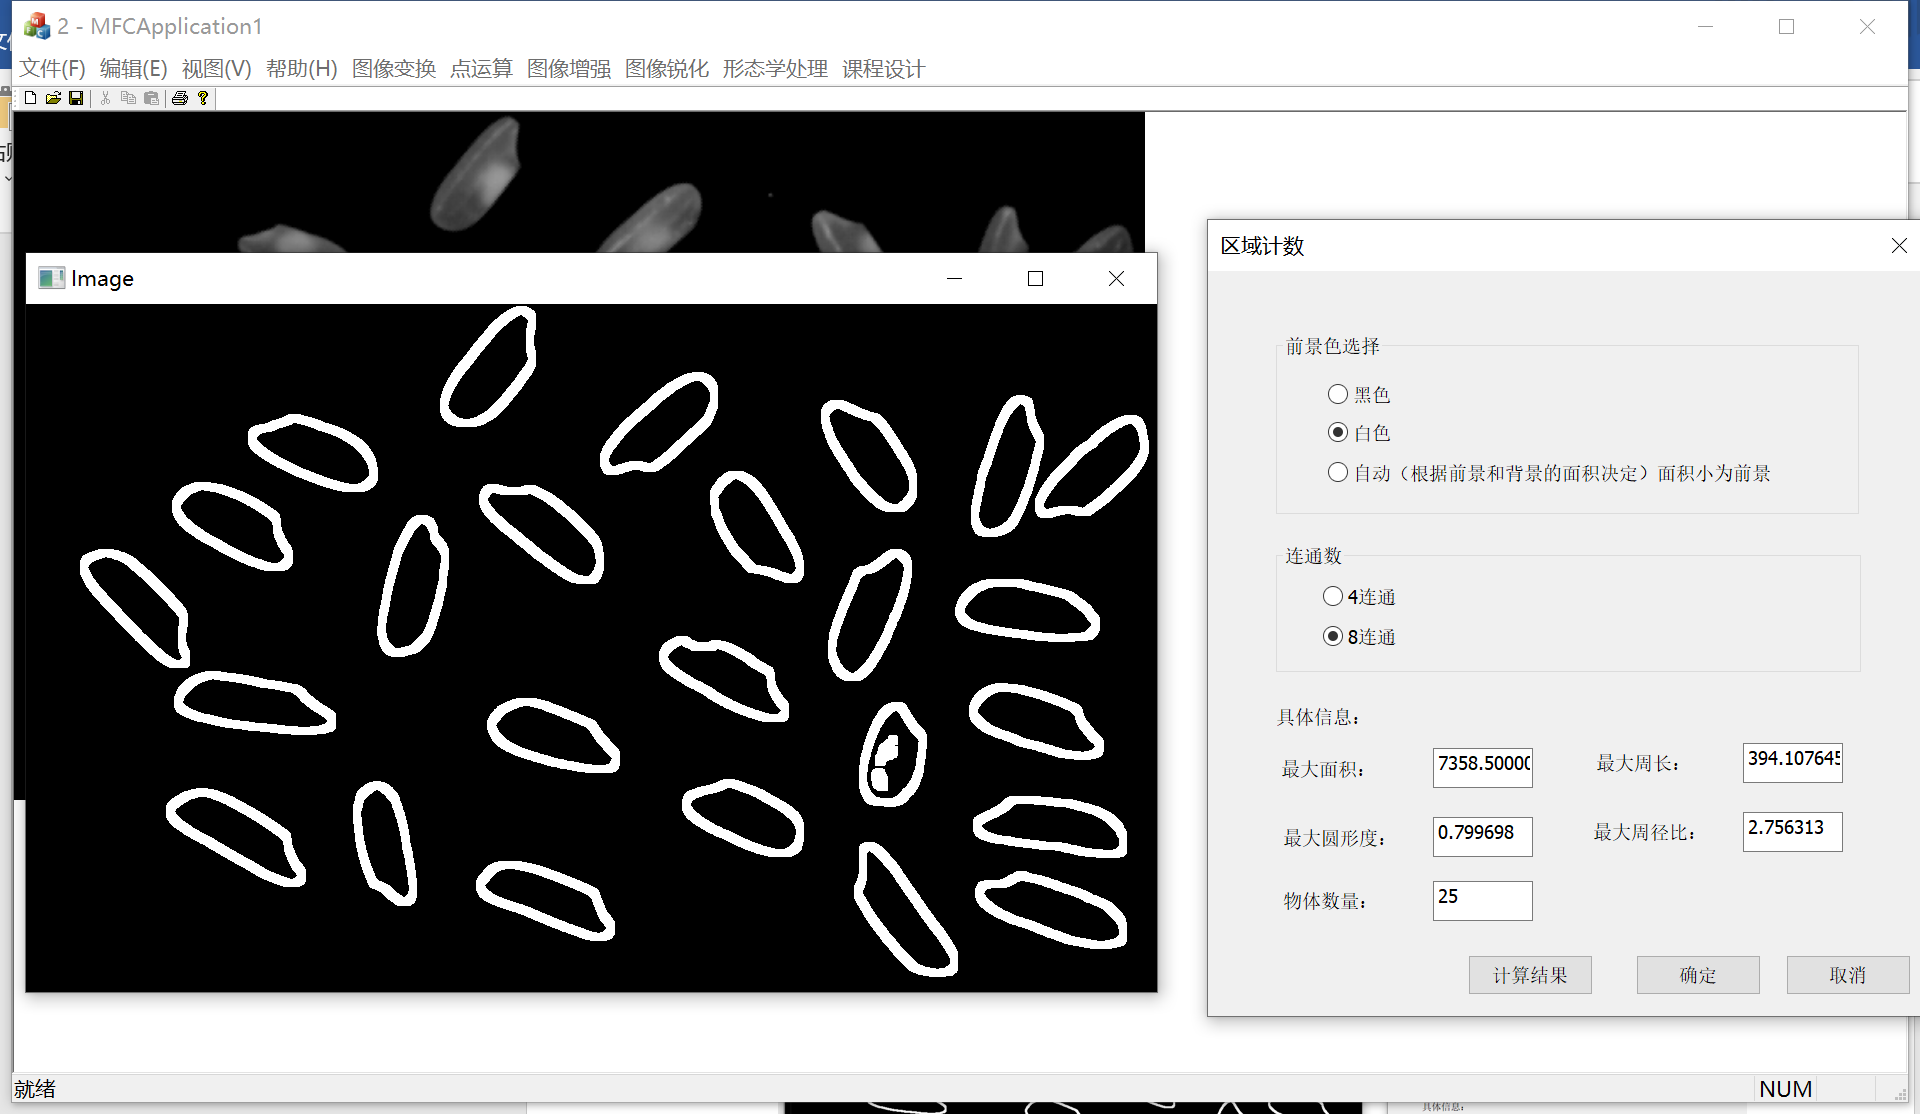 2 - MFCApplication1
文件(F) 编辑(E) 视图(V) 帮助(H) 图像变换 点运算 图像增强 图像锐化 形态学处理 课程设计
Image
区域计数
前景色选择
黑色
白色
自动（根据前景和背景的面积决定）面积小为前景
连通数
4连通
8连通
具体信息：
最大面积： 7358.5000 最大周长： 394.107645
最大圆形度： 0.799698 最大周径比： 2.756313
物体数量： 25
计算结果 确定 取消
就绪 NUM
具体信息：